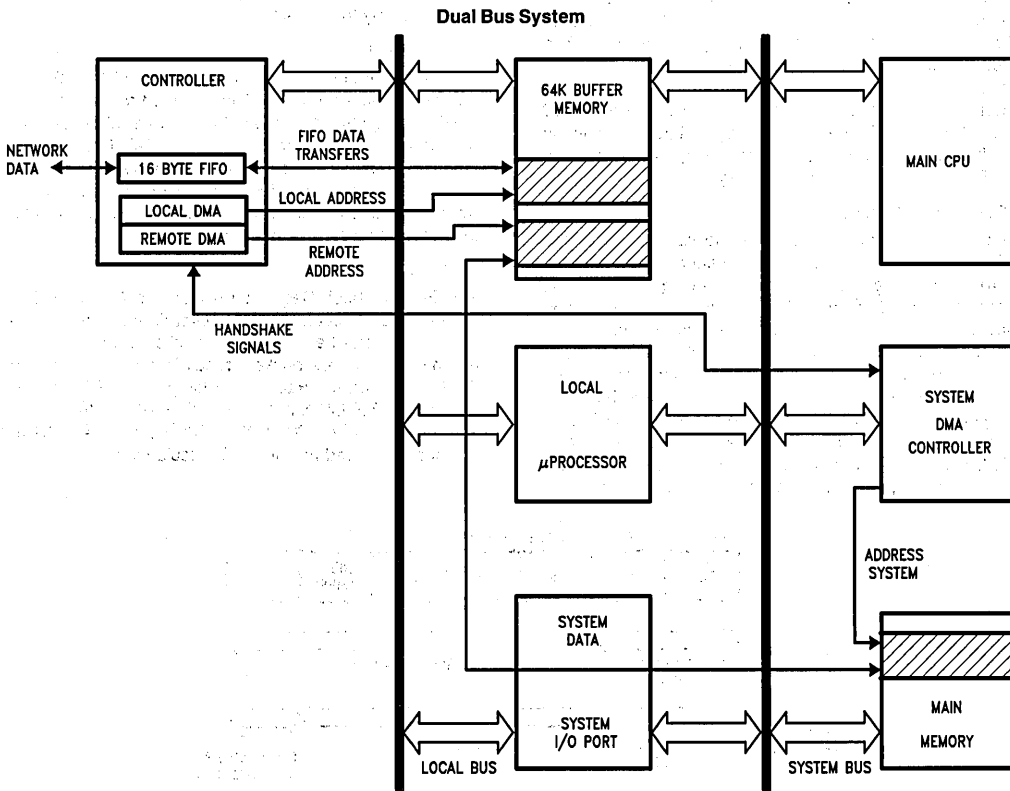 Dual Bus System
CONTROLLER
64K BUFFER
MEMORY
MAIN CPU
NETWORK
DATA
16 BYTE FIFO
FIFO DATA
TRANSFERS
LOCAL DMA
REMOTE DMA
LOCAL ADDRESS
REMOTE
ADDRESS
HANDSHAKE
SIGNALS
LOCAL
μPROCESSOR
SYSTEM
DMA
CONTROLLER
ADDRESS
SYSTEM
SYSTEM
DATA
SYSTEM
I/O PORT
MAIN
MEMORY
LOCAL BUS
SYSTEM BUS